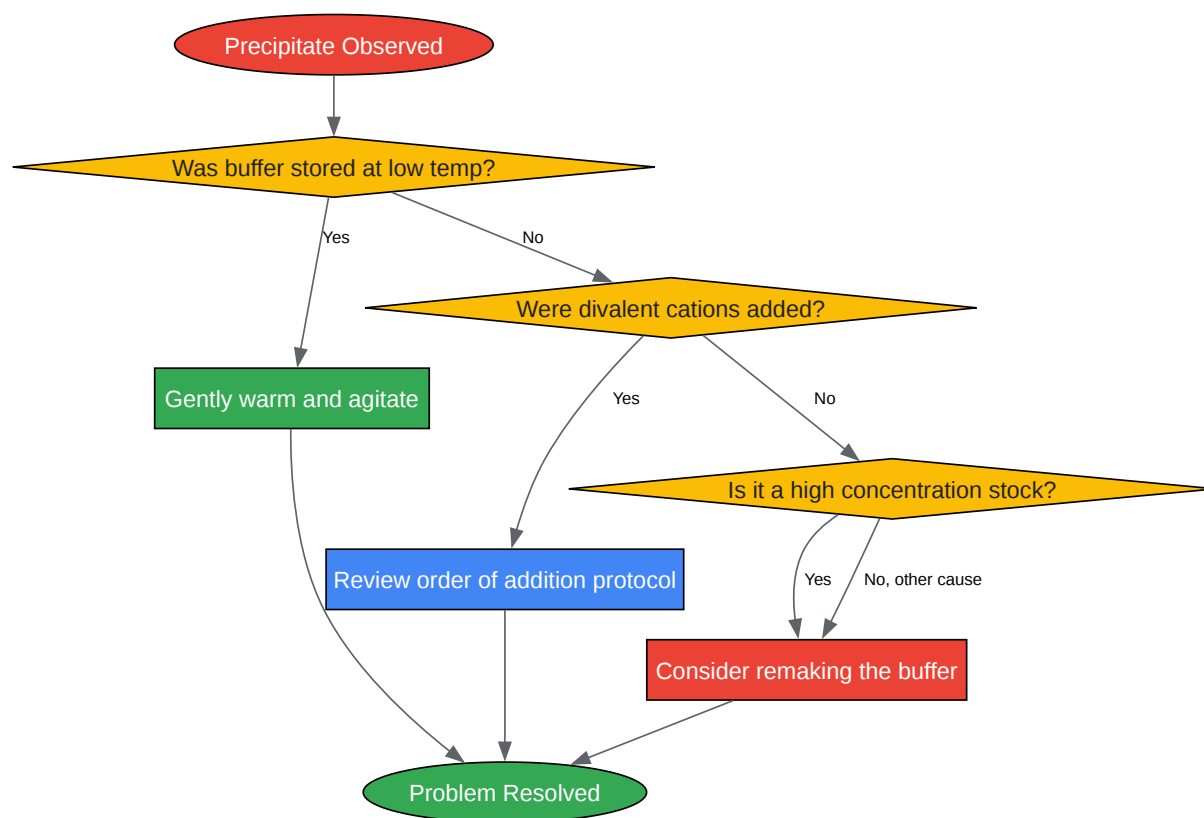 Precipitate Observed
Was buffer stored at low temp?
Yes
No
Were divalent cations added?
Gently warm and agitate
Yes
No
Is it a high concentration stock?
Review order of addition protocol
Yes
No, other cause
Consider remaking the buffer
Problem Resolved